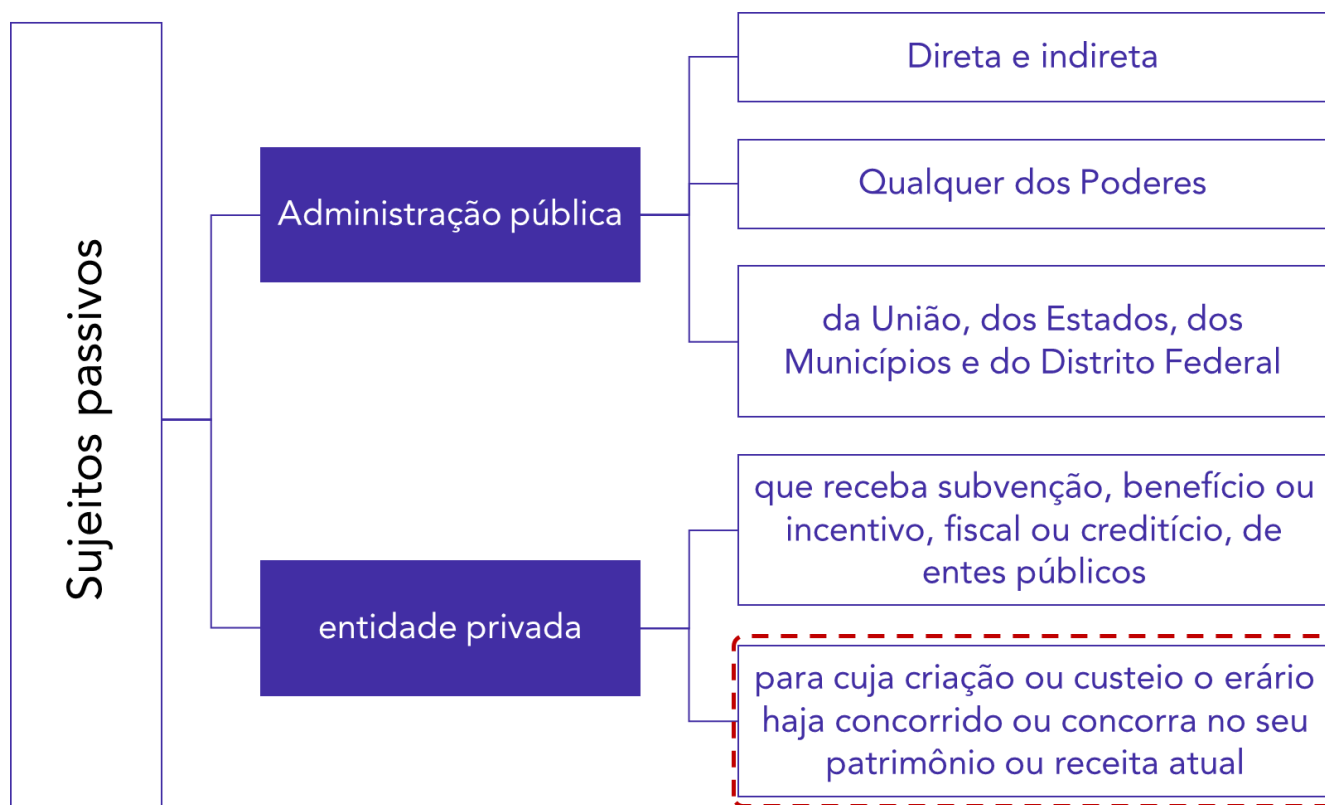 Sujeitos passivos
Administração pública
Direta e indireta
Qualquer dos Poderes
da União, dos Estados, dos
Municípios e do Distrito Federal
entidade privada
que receba subvenção, benefício ou
incentivo, fiscal ou creditício, de
entes públicos
para cuja criação ou custeio o erário
haja concorrido ou concorra no seu
patrimônio ou receita atual